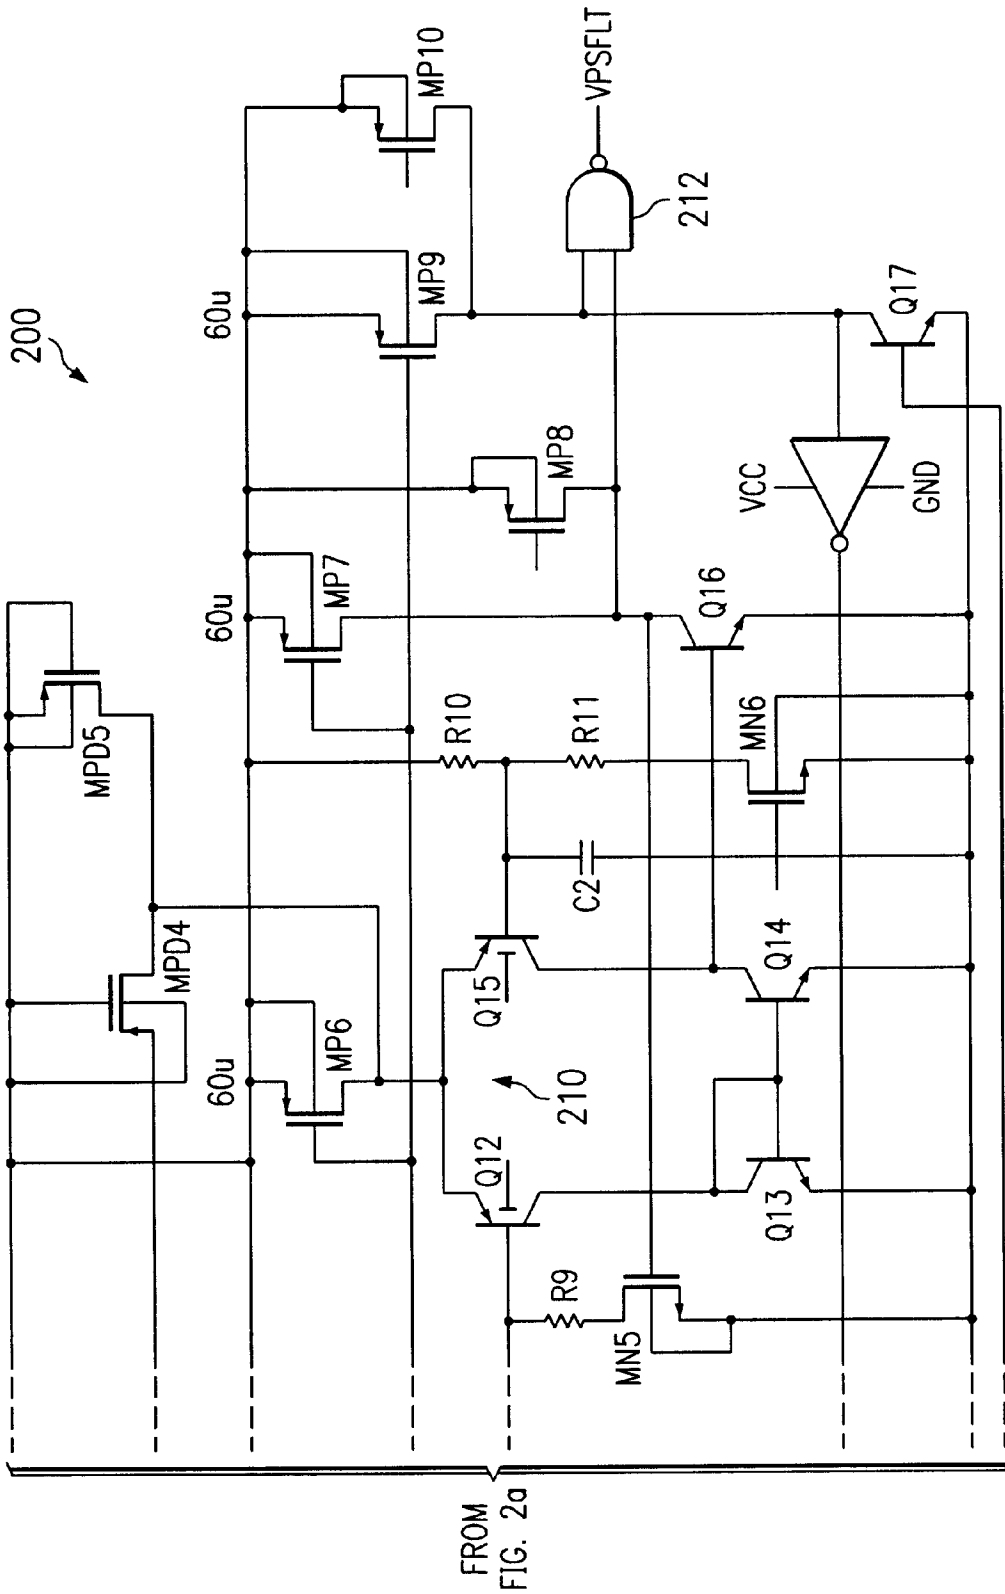 200
MPD5
MPD4
60u
MP6
60u
MP7
MP8
60u
MP9
MP10
R10
R11
C2
Q12
Q15
210
212
VPSFLT
R9
MN5
Q13
Q14
MN6
Q16
VCC
GND
Q17
FROM
FIG. 2a